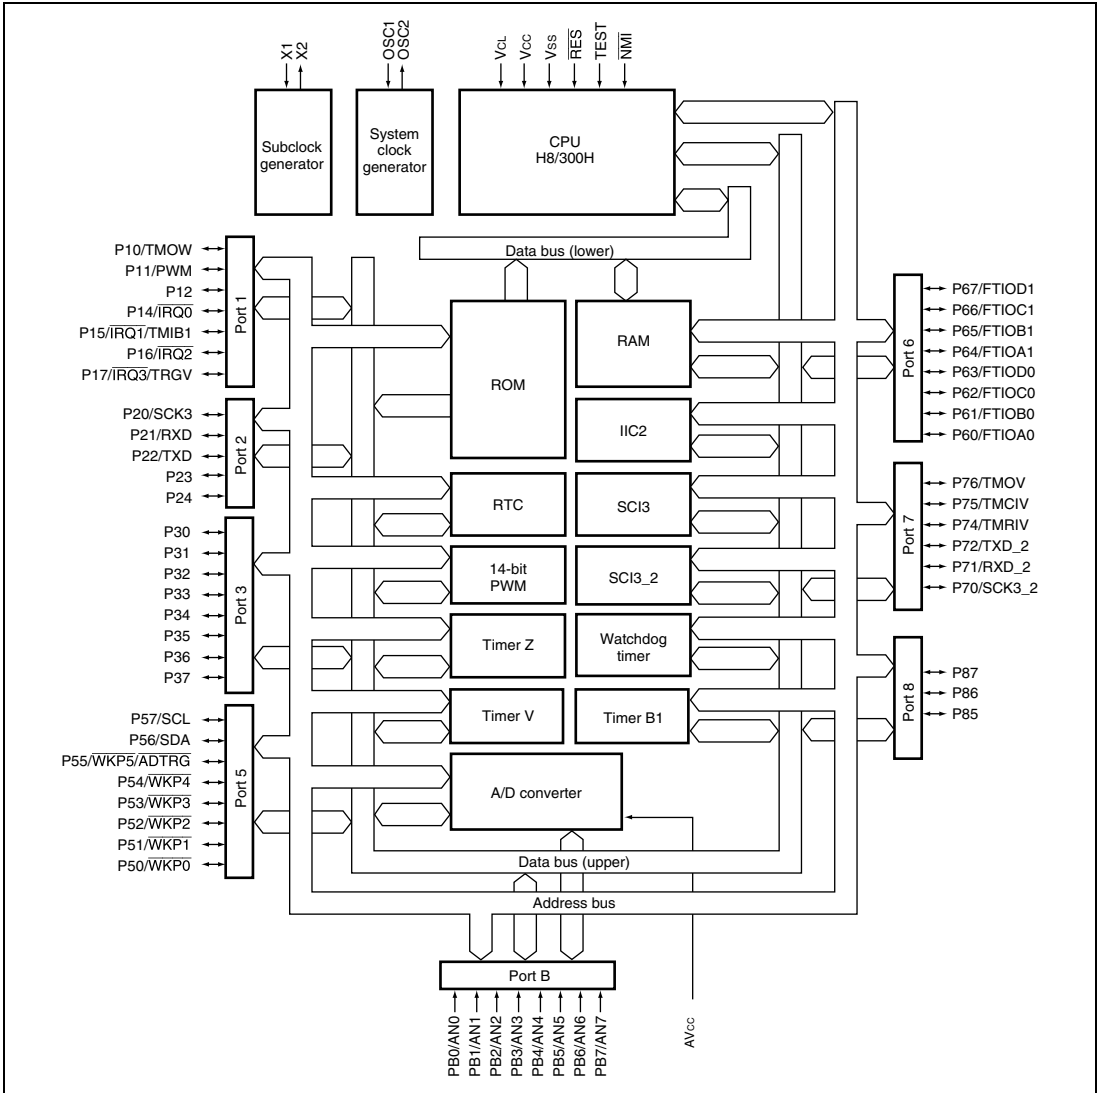 X1
X2
OSC1
OSC2
VCL
VCC
VSS
RES
TEST
NMI
Subclock
generator
System
clock
generator
CPU
H8/300H
Data bus (lower)
P10/TMOW
P11/PWM
P12
P14/IRQ0
P15/IRQ1/TMIB1
P16/IRQ2
P17/IRQ3/TRGV
Port 1
P20/SCK3
P21/RXD
P22/TXD
P23
P24
Port 2
P30
P31
P32
P33
P34
P35
P36
P37
Port 3
P57/SCL
P56/SDA
P55/WKP5/ADTRG
P54/WKP4
P53/WKP3
P52/WKP2
P51/WKP1
P50/WKP0
Port 5
ROM
RAM
IIC2
RTC
SCI3
14-bit
PWM
SCI3_2
Timer Z
Watchdog
timer
Timer V
Timer B1
A/D converter
Port 6
P67/FTIOD1
P66/FTIOC1
P65/FTIOB1
P64/FTIOA1
P63/FTIOD0
P62/FTIOC0
P61/FTIOB0
P60/FTIOA0
Port 7
P76/TMOV
P75/TMCIV
P74/TMRIV
P72/TXD_2
P71/RXD_2
P70/SCK3_2
Port 8
P87
P86
P85
Data bus (upper)
Address bus
Port B
PB0/AN0
PB1/AN1
PB2/AN2
PB3/AN3
PB4/AN4
PB5/AN5
PB6/AN6
PB7/AN7
AVCC